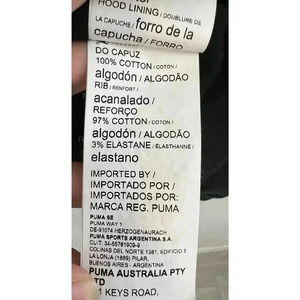 HOOD LINING / DOUBLURE DE
LA CAPUCHE / forro de la
capucha / FORRO
DO CAPUZ
100% COTTON / COTON /
algodón / ALGODÃO
RIB / RENFORT /
acanalado /
REFORÇO
97% COTTON / COTON /
algodón / ALGODÃO
3% ELASTANE / ÉLASTHANNE /
elastano
IMPORTED BY /
IMPORTADO POR /
IMPORTADOS POR:
MARCA REG. PUMA
PUMA SE
PUMA WAY 1
DE-91074 HERZOGENAURACH
PUMA SPORTS ARGENTINA S.A.
CUIT: 34-55761909-9
COLINAS DEL NORTE 1361, EDIFICIO 3
LA LONJA (1669) PILAR,
BUENOS AIRES - ARGENTINA
PUMA AUSTRALIA PTY
TD
1 KEYS ROAD,